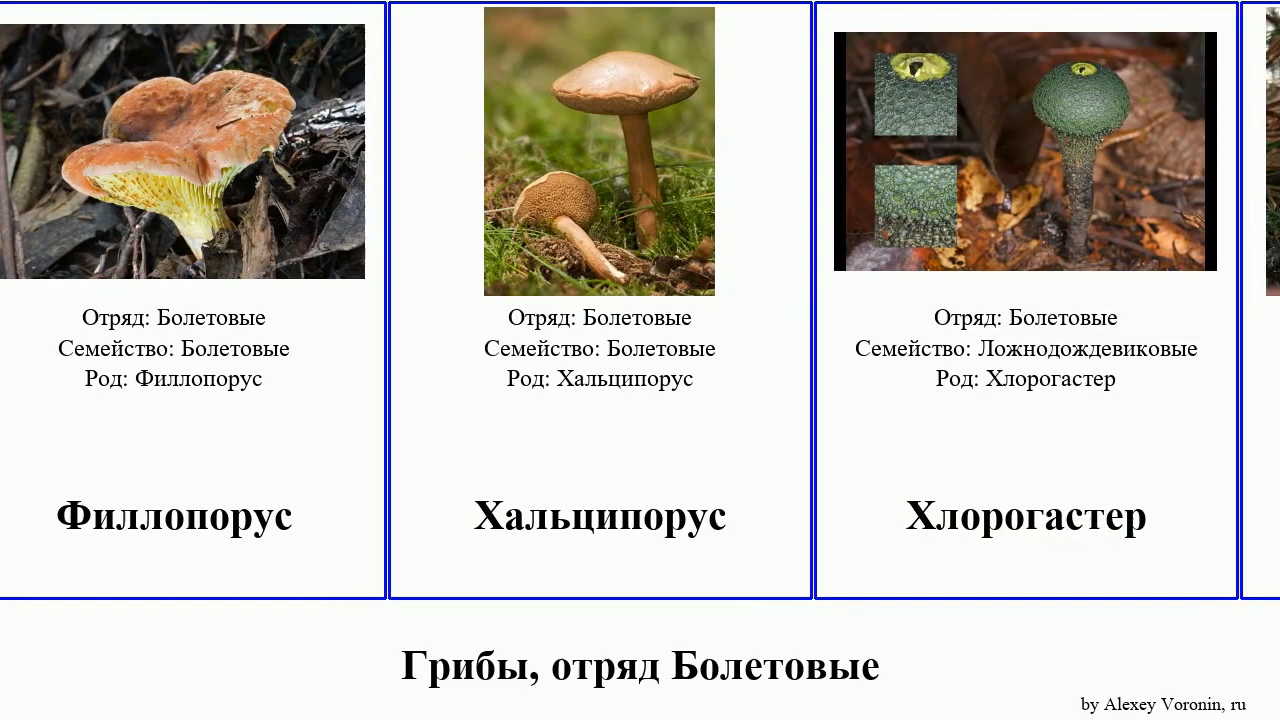 Отряд: Болетовые
Семейство: Болетовые
Род: Филлопорус
Филлопорус
Отряд: Болетовые
Семейство: Болетовые
Род: Хальципорус
Хальципорус
Отряд: Болетовые
Семейство: Ложнодождевиковые
Род: Хлорогастер
Хлорогастер
Грибы, отряд Болетовые
by Alexey Voronin, ru